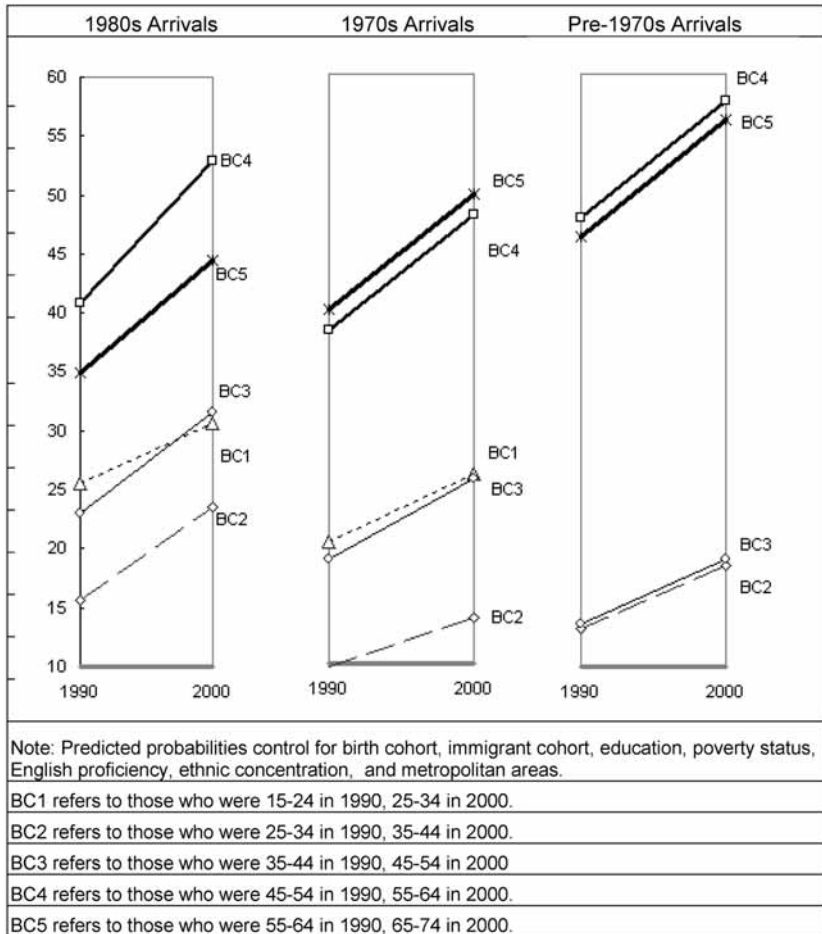 1980s Arrivals 1970s Arrivals Pre-1970s Arrivals
60
55
50
45
40
35
30
25
20
15
10
BC4
BC5
BC3
BC1
BC2
1990 2000
BC5
BC4
BC1
BC3
BC2
1990 2000
BC4
BC5
BC3
BC2
1990 2000
Note: Predicted probabilities control for birth cohort, immigrant cohort, education, poverty status,
English proficiency, ethnic concentration, and metropolitan areas.
BC1 refers to those who were 15-24 in 1990, 25-34 in 2000.
BC2 refers to those who were 25-34 in 1990, 35-44 in 2000.
BC3 refers to those who were 35-44 in 1990, 45-54 in 2000
BC4 refers to those who were 45-54 in 1990, 55-64 in 2000.
BC5 refers to those who were 55-64 in 1990, 65-74 in 2000.